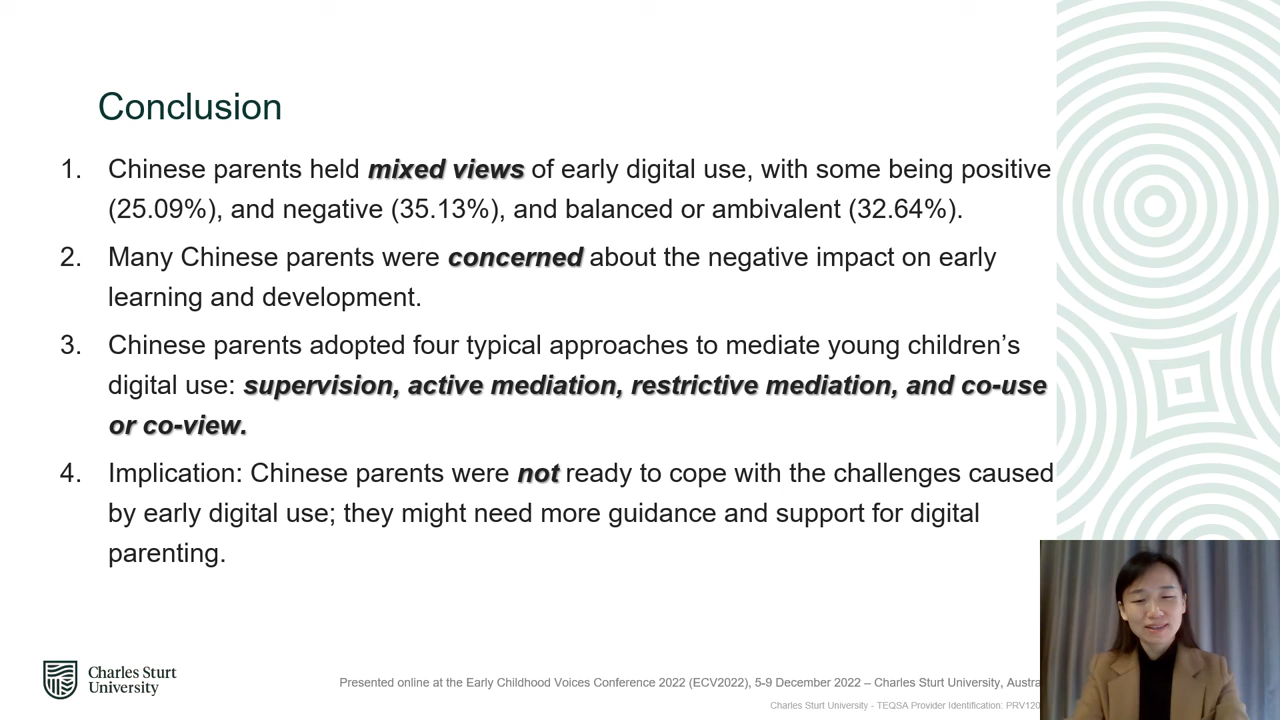 Conclusion
1. Chinese parents held mixed views of early digital use, with some being positive
(25.09%), and negative (35.13%), and balanced or ambivalent (32.64%).
2. Many Chinese parents were concerned about the negative impact on early
learning and development.
3. Chinese parents adopted four typical approaches to mediate young children’s
digital use: supervision, active mediation, restrictive mediation, and co-use
or co-view.
4. Implication: Chinese parents were not ready to cope with the challenges caused
by early digital use; they might need more guidance and support for digital
parenting.
Charles Sturt
University
Presented online at the Early Childhood Voices Conference 2022 (ECV2022), 5-9 December 2022 – Charles Sturt University,
Charles Sturt University - TEQSA Provider Identification: